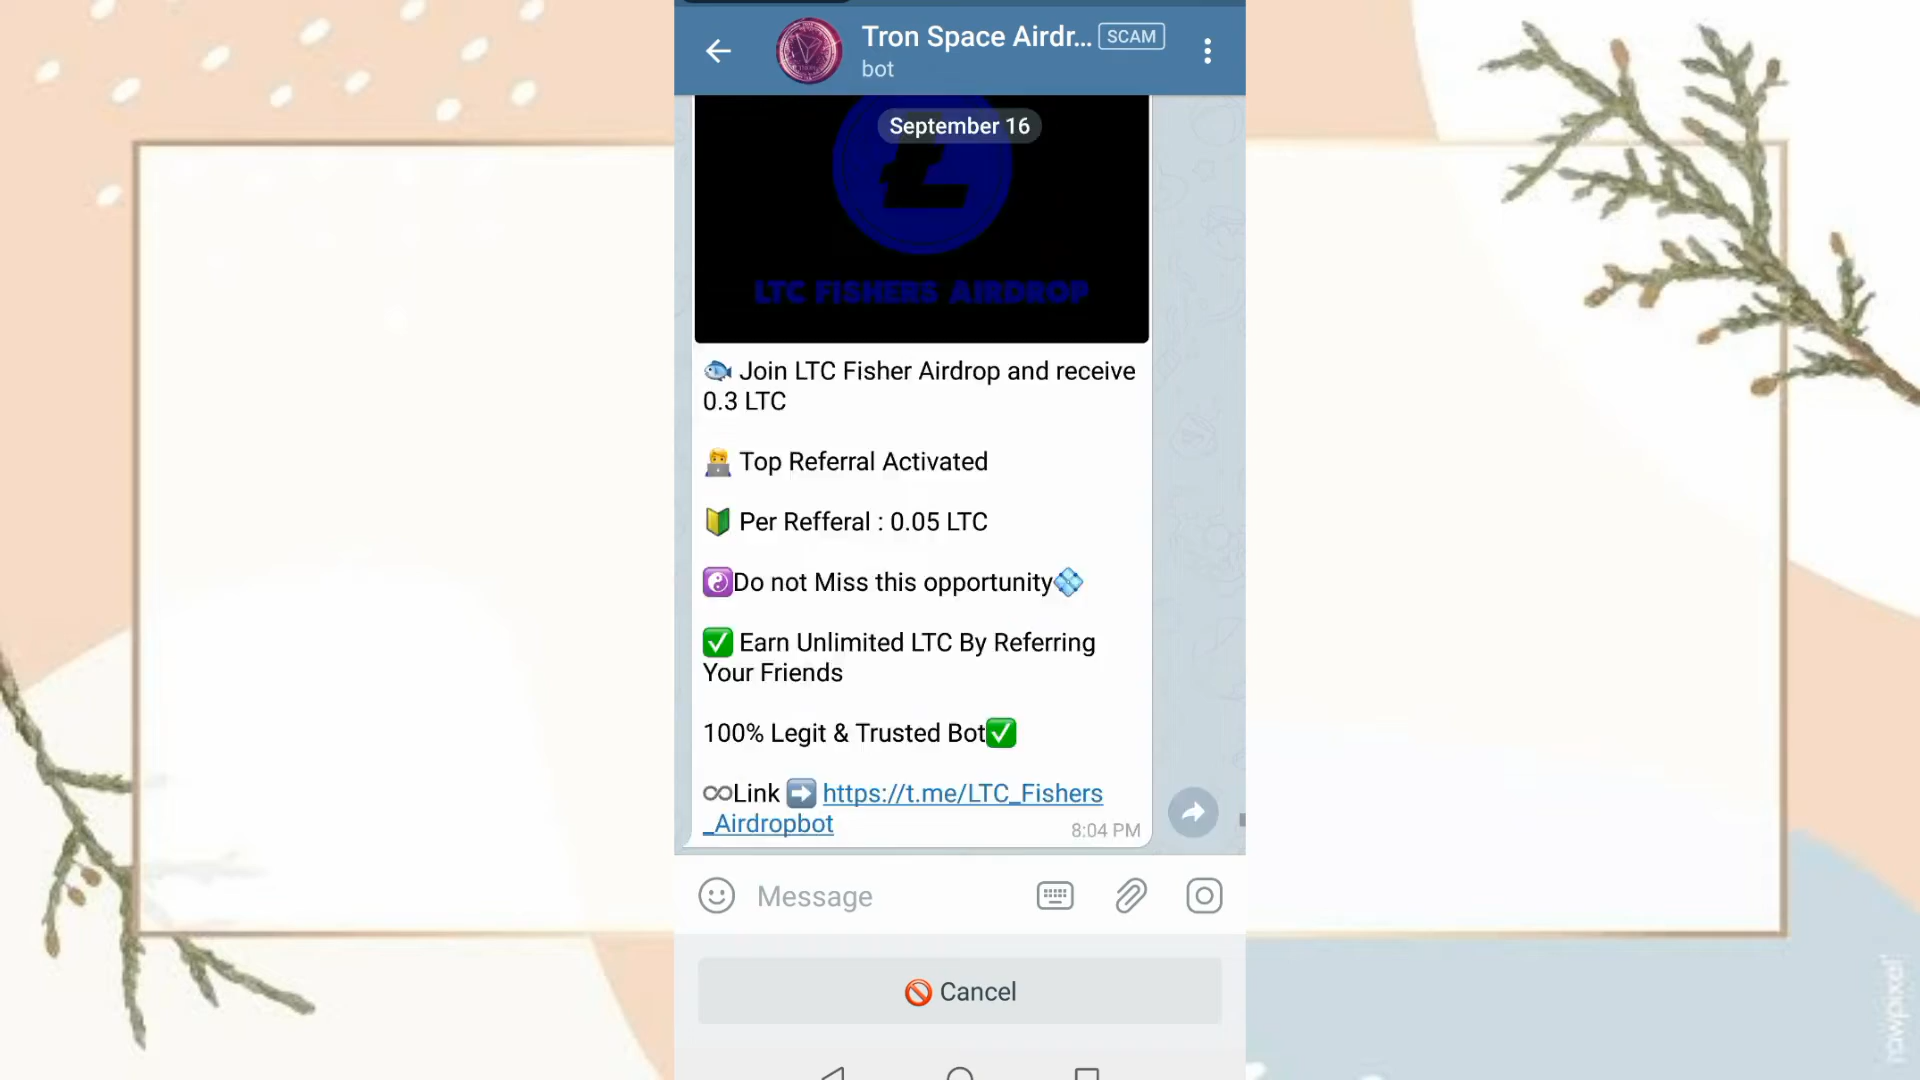 Tron Space Airdr... SCAM
bot
September 16
LTC FISHERS AIRDROP
🐟 Join LTC Fisher Airdrop and receive
0.3 LTC
👨‍💻 Top Referral Activated
🔰 Per Refferal : 0.05 LTC
☯️Do not Miss this opportunity💠
✅ Earn Unlimited LTC By Referring
Your Friends
100% Legit & Trusted Bot✅
♾Link ➡️ https://t.me/LTC_Fishers
_Airdropbot
8:04 PM
Message
🚫 Cancel
rawpixel